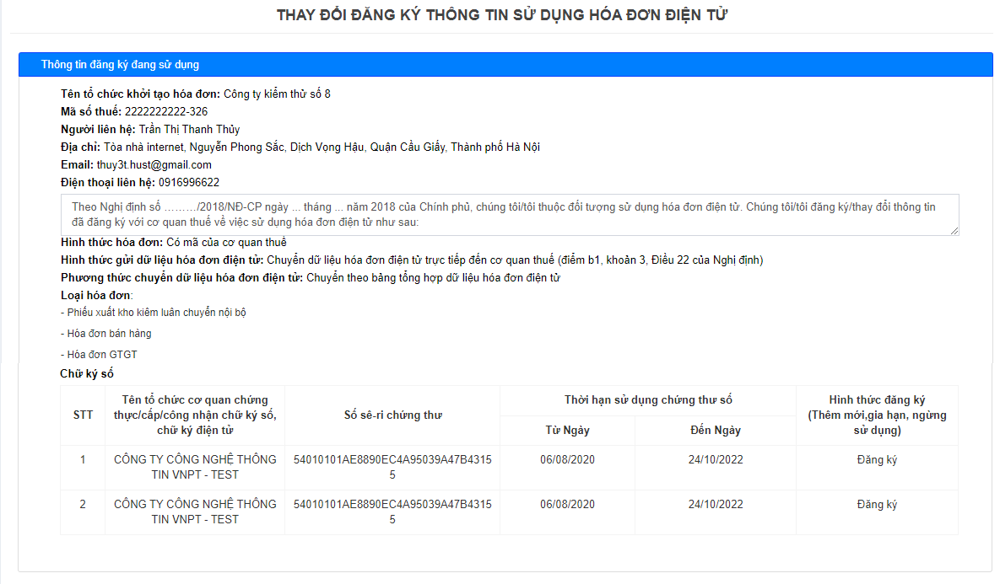 THAY ĐỔI ĐĂNG KÝ THÔNG TIN SỬ DỤNG HÓA ĐƠN ĐIỆN TỬ
Thông tin đăng ký đang sử dụng
Tên tổ chức khởi tạo hóa đơn: Công ty kiểm thử số 8
Mã số thuế: 2222222222-326
Người liên hệ: Trần Thị Thanh Thủy
Địa chỉ: Tòa nhà internet, Nguyễn Phong Sắc, Dịch Vọng Hậu, Quận Cầu Giấy, Thành phố Hà Nội
Email: thuy3t.hust@gmail.com
Điện thoại liên hệ: 0916996622
Theo Nghị định số ………/2018/NĐ-CP ngày ... tháng ... năm 2018 của Chính phủ, chúng tôi/tôi thuộc đối tượng sử dụng hóa đơn điện tử. Chúng tôi/tôi đăng ký/thay đổi thông tin
đã đăng ký với cơ quan thuế về việc sử dụng hóa đơn điện tử như sau:
Hình thức hóa đơn: Có mã của cơ quan thuế
Hình thức gửi dữ liệu hóa đơn điện tử: Chuyển dữ liệu hóa đơn điện tử trực tiếp đến cơ quan thuế (điểm b1, khoản 3, Điều 22 của Nghị định)
Phương thức chuyển dữ liệu hóa đơn điện tử: Chuyển theo bảng tổng hợp dữ liệu hóa đơn điện tử
Loại hóa đơn:
- Phiếu xuất kho kiêm luân chuyển nội bộ
- Hóa đơn bán hàng
- Hóa đơn GTGT
Chữ ký số
STT
Tên tổ chức cơ quan chứng
thực/cấp/công nhận chữ ký số,
chữ ký điện tử
Số sê-ri chứng thư
Thời hạn sử dụng chứng thư số
Từ Ngày
Đến Ngày
Hình thức đăng ký
(Thêm mới,gia hạn, ngừng
sử dụng)
1
CÔNG TY CÔNG NGHỆ THÔNG
TIN VNPT - TEST
54010101AE8890EC4A95039A47B4315
5
06/08/2020
24/10/2022
Đăng ký
2
CÔNG TY CÔNG NGHỆ THÔNG
TIN VNPT - TEST
54010101AE8890EC4A95039A47B4315
5
06/08/2020
24/10/2022
Đăng ký